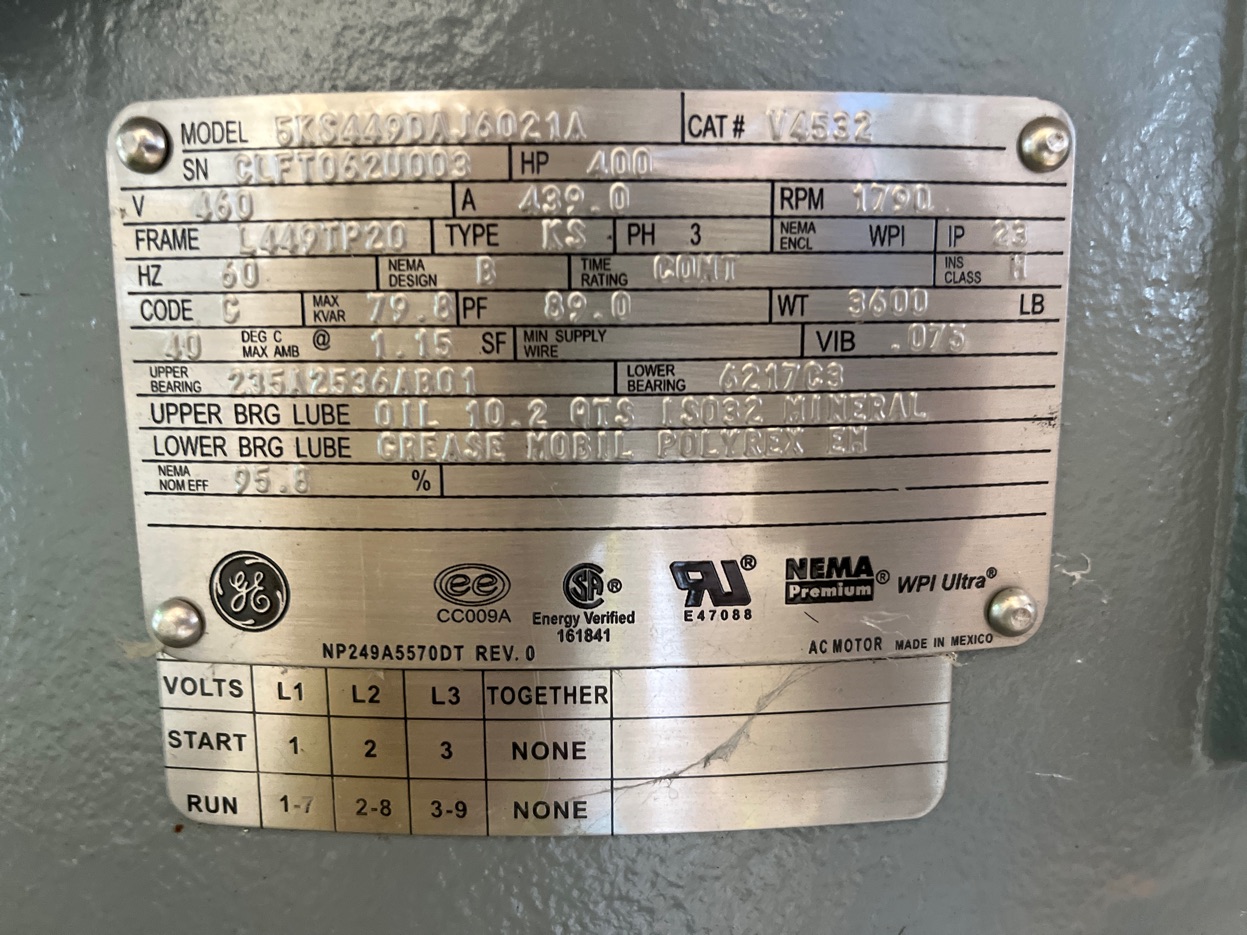 MODEL 5KS449DAJ6021A CAT # V4532
SN CLFT062U003 HP 400
V 460 A 439.0 RPM 1790
FRAME L449TP20 TYPE KS PH 3 NEMA ENCL WPI IP 23
HZ 60 NEMA DESIGN B TIME RATING CONT INS CLASS H
CODE C MAX KVAR 79.8 PF 89.0 WT 3600 LB
40 DEG C MAX AMB @ 1.15 SF MIN SUPPLY WIRE VIB .075
UPPER BEARING 235A2536AB01 LOWER BEARING 6217C3
UPPER BRG LUBE OIL 10.2 QTS ISO32 MINERAL
LOWER BRG LUBE GREASE MOBIL POLYREX EM
NEMA NOM EFF 95.8 %
GE ee SA ® RU ® NEMA Premium ® WPI Ultra®
CC009A Energy Verified E47088
161841
NP249A5570DT REV. 0 AC MOTOR MADE IN MEXICO
VOLTS L1 L2 L3 TOGETHER
START 1 2 3 NONE
RUN 1-7 2-8 3-9 NONE